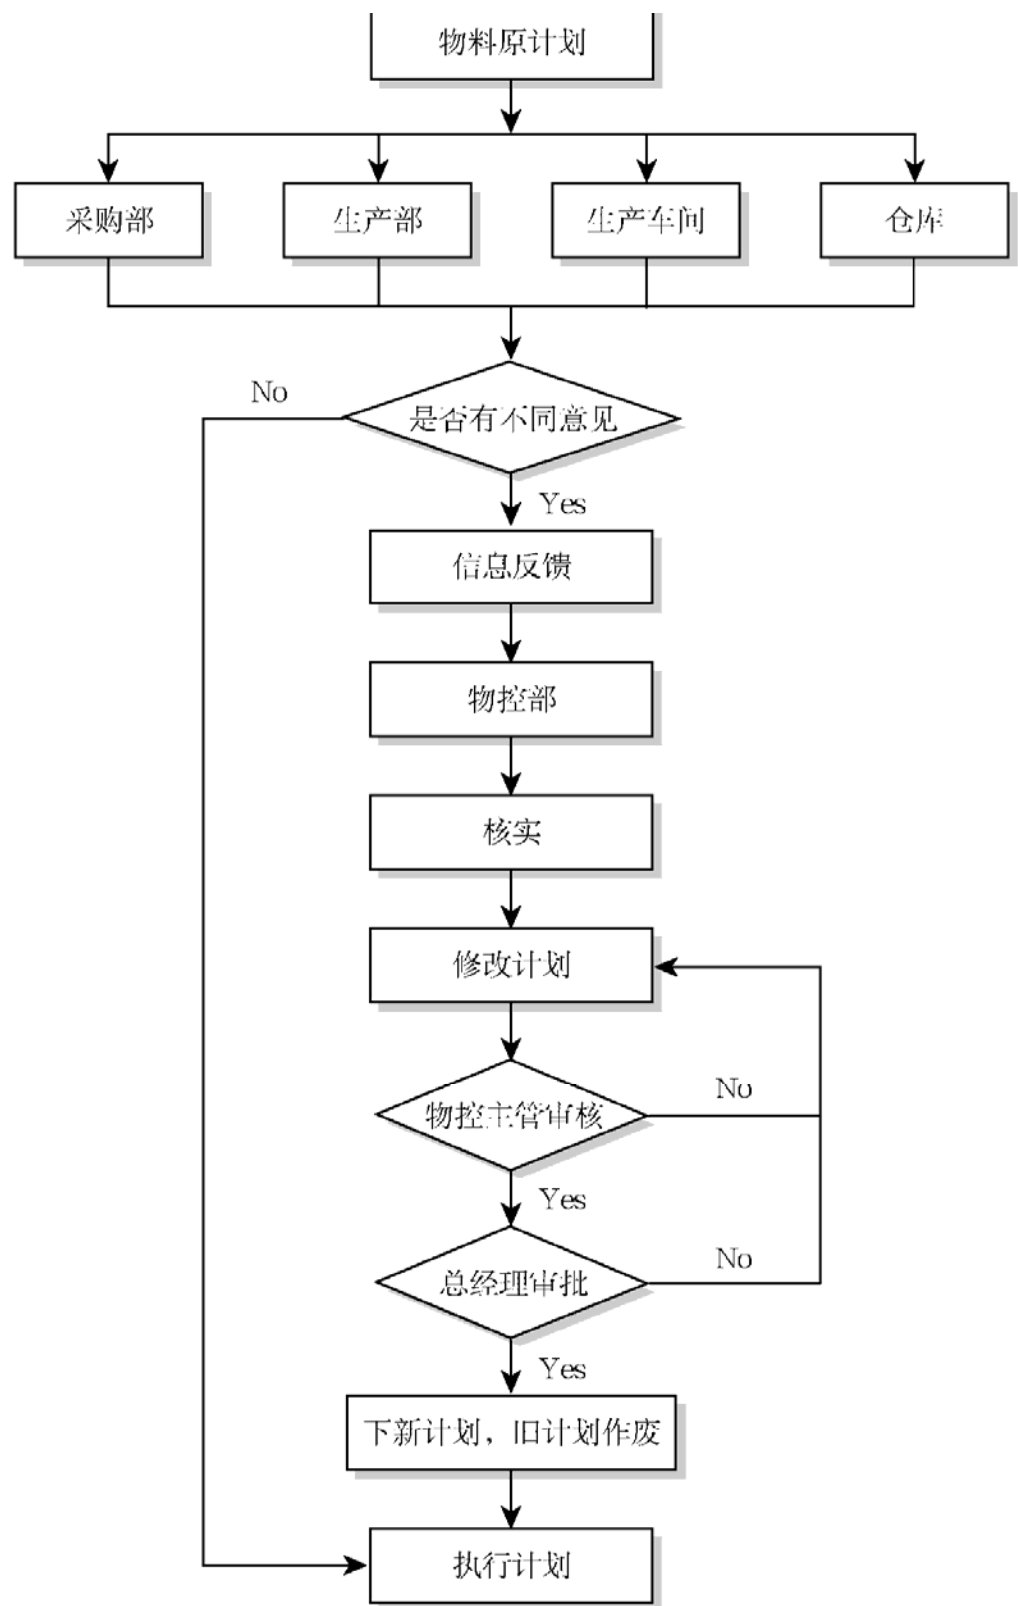 物料原计划
采购部
生产部
生产车间
仓库
No
是否有不同意见
Yes
信息反馈
物控部
核实
修改计划
No
物控主管审核
Yes
No
总经理审批
Yes
下新计划，旧计划作废
执行计划